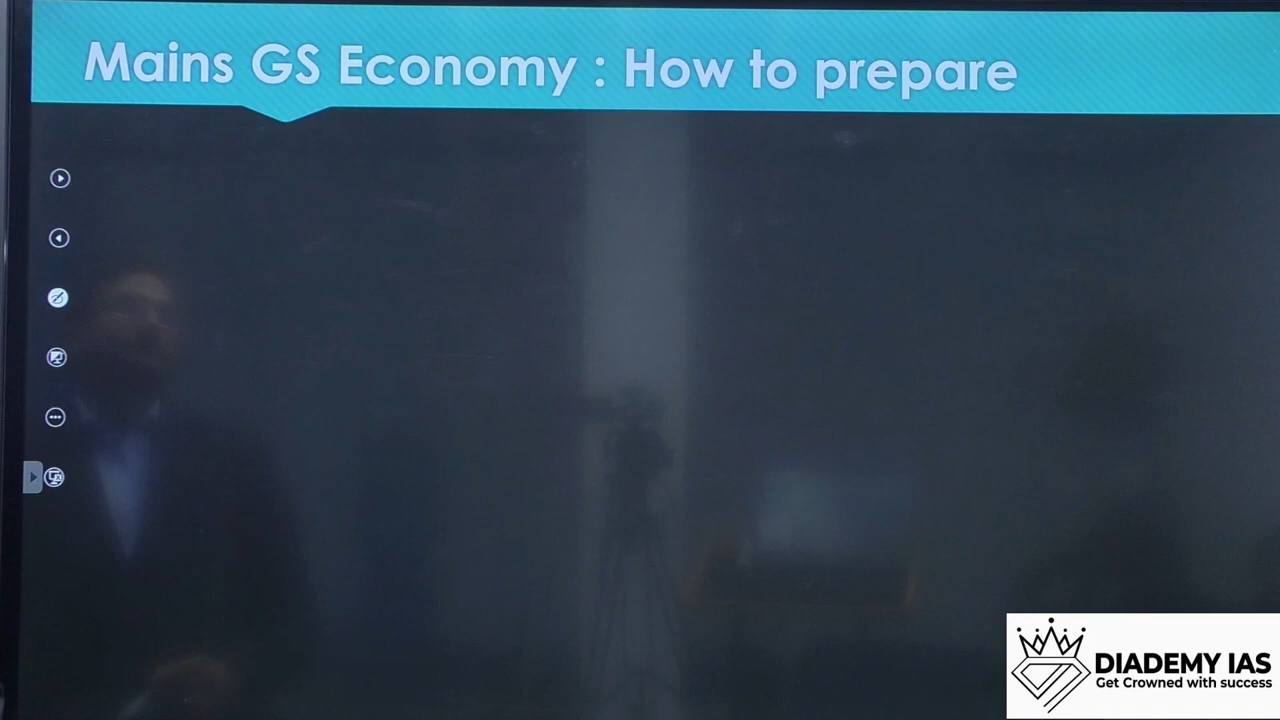 Mains GS Economy : How to prepare
DIADEMY IAS
Get Crowned with success